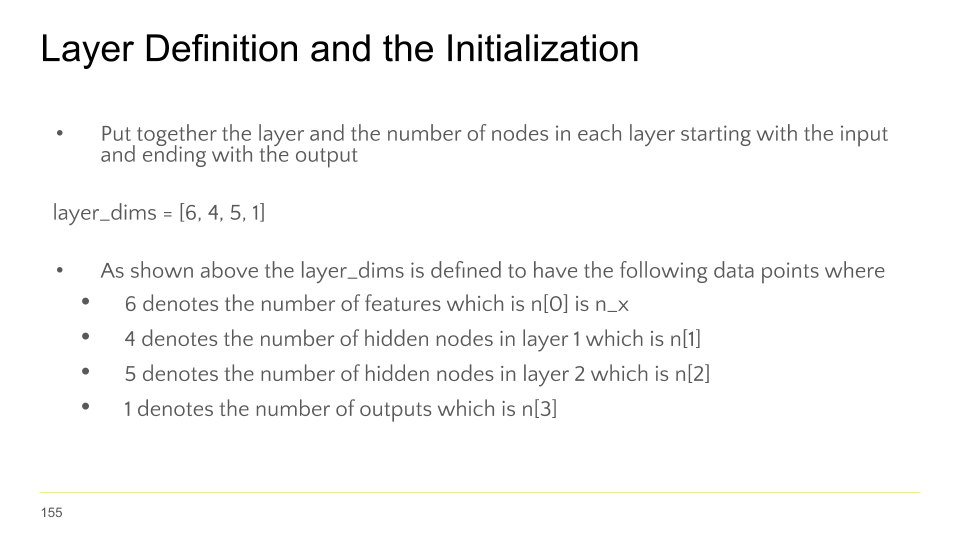 Layer Definition and the Initialization
• Put together the layer and the number of nodes in each layer starting with the input
and ending with the output
layer_dims = [6, 4, 5, 1]
• As shown above the layer_dims is defined to have the following data points where
• 6 denotes the number of features which is n[0] is n_x
• 4 denotes the number of hidden nodes in layer 1 which is n[1]
• 5 denotes the number of hidden nodes in layer 2 which is n[2]
• 1 denotes the number of outputs which is n[3]
155